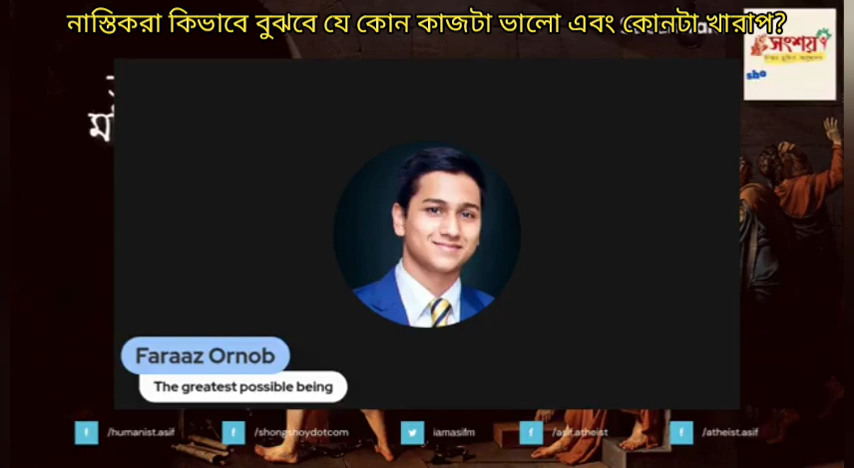 নাস্তিকরা কিভাবে বুঝবে যে কোন কাজটা ভালো এবং কোনটা খারাপ?
সংশয়
sho
Faraaz Ornob
The greatest possible being
/humanist.asif
/shongshoydotcom
iamasifm
/asif.atheist
/atheist.asif